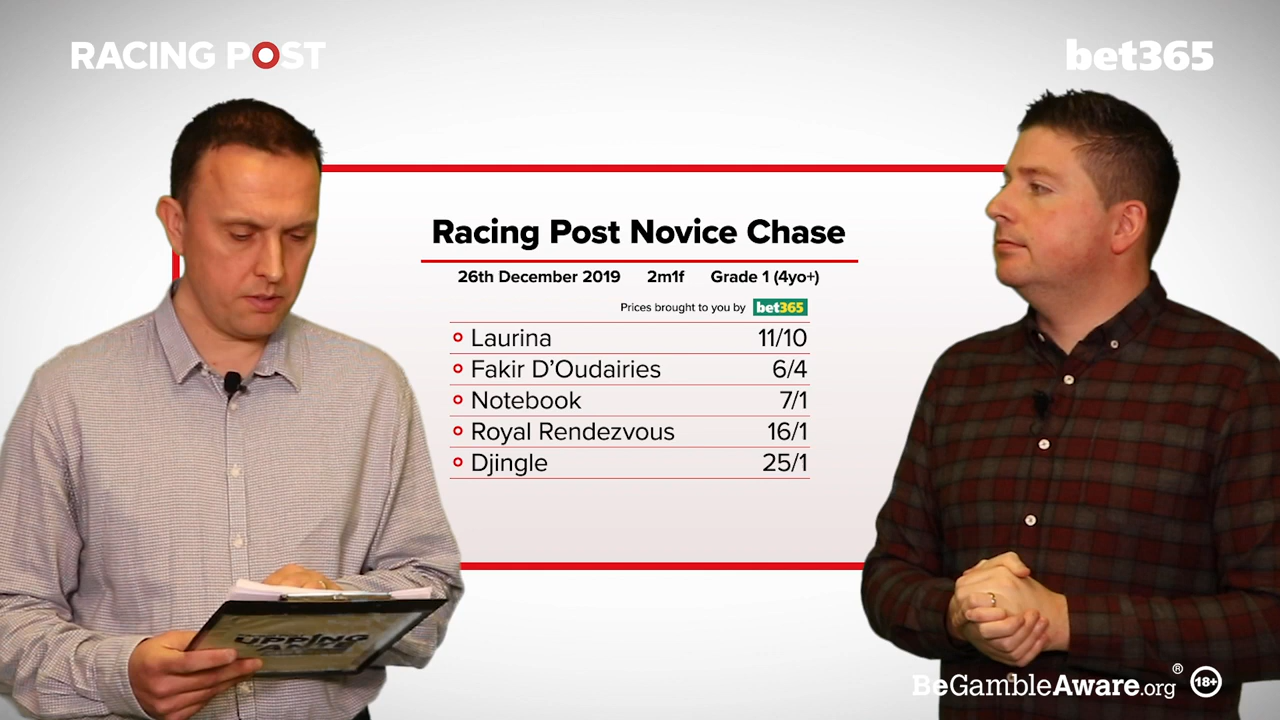 RACING POST
bet365
Racing Post Novice Chase
26th December 2019 2m1f Grade 1 (4yo+)
Prices brought to you by bet365
Laurina 11/10
Fakir D'Oudairies 6/4
Notebook 7/1
Royal Rendezvous 16/1
Djingle 25/1
UPPING
ANTE
BeGambleAware.org® 18+